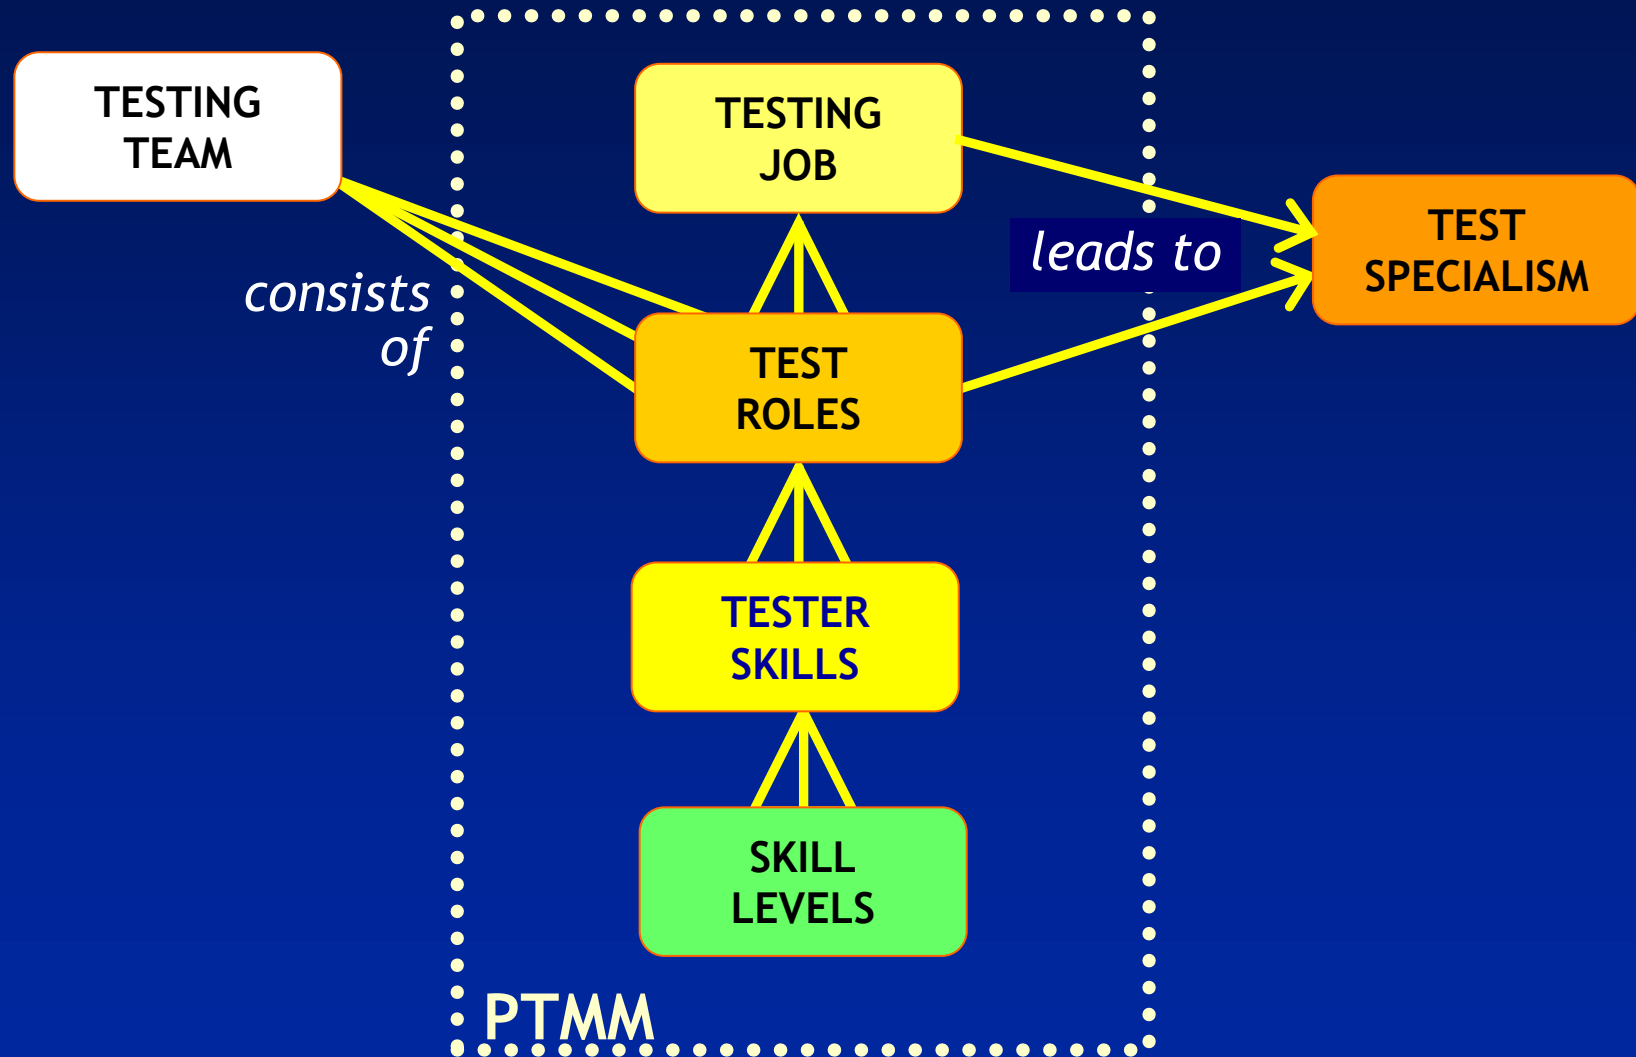 TESTING
TEAM
TESTING
JOB
leads to
TEST
SPECIALISM
consists
of
TEST
ROLES
TESTER
SKILLS
SKILL
LEVELS
PTMM